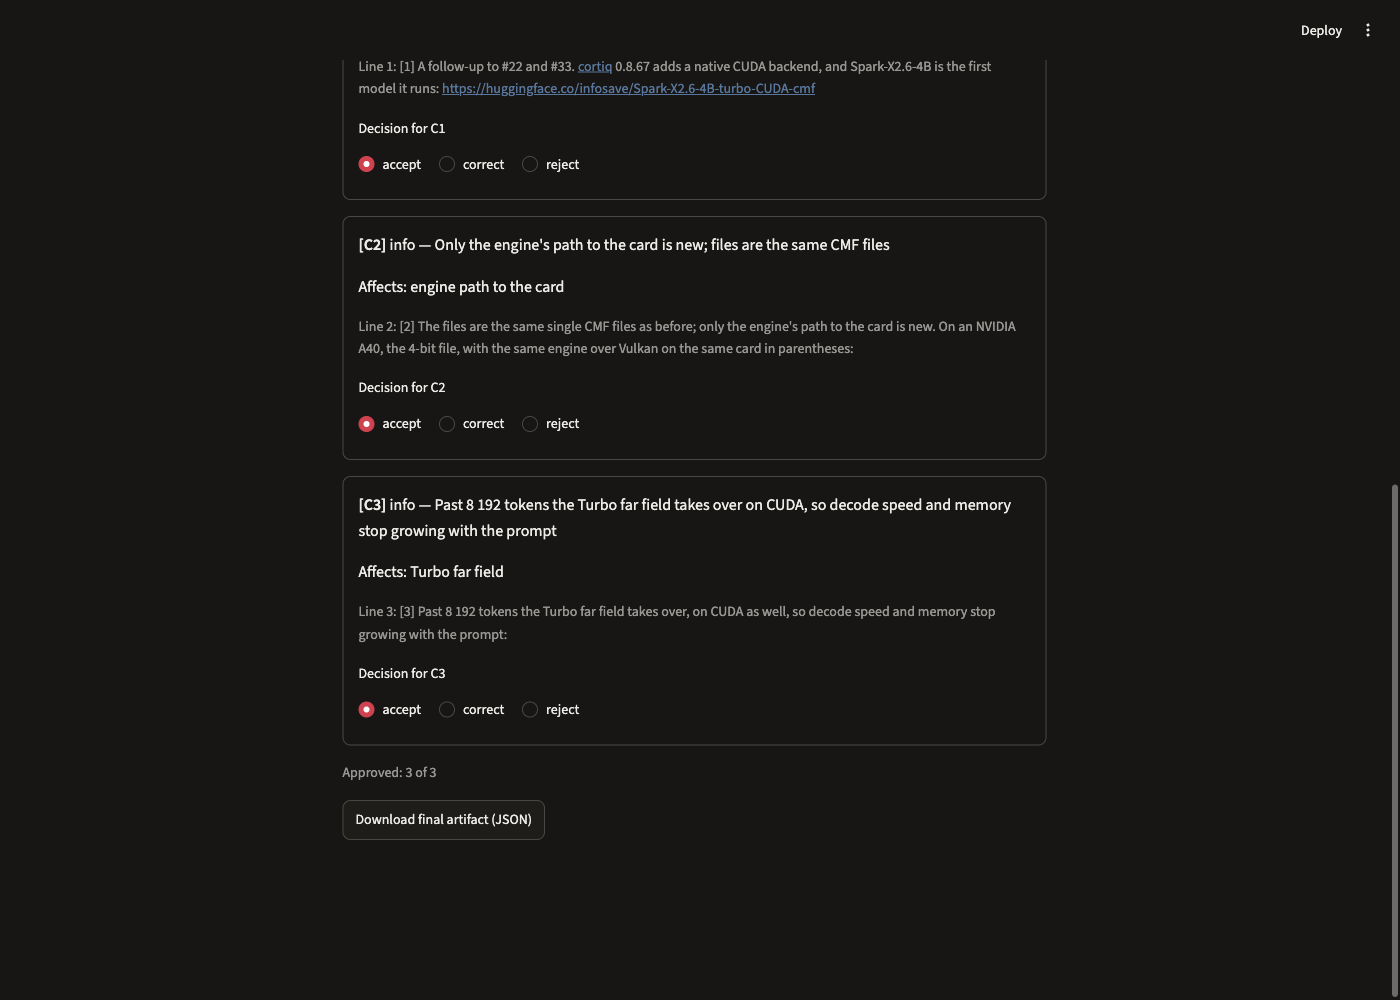 Deploy
Line 1: [1] A follow-up to #22 and #33. cortiq 0.8.67 adds a native CUDA backend, and Spark-X2.6-4B is the first
model it runs: https://huggingface.co/infosave/Spark-X2.6-4B-turbo-CUDA-cmf
Decision for C1
accept correct reject
[C2] info — Only the engine's path to the card is new; files are the same CMF files
Affects: engine path to the card
Line 2: [2] The files are the same single CMF files as before; only the engine's path to the card is new. On an NVIDIA
A40, the 4-bit file, with the same engine over Vulkan on the same card in parentheses:
Decision for C2
accept correct reject
[C3] info — Past 8 192 tokens the Turbo far field takes over on CUDA, so decode speed and memory
stop growing with the prompt
Affects: Turbo far field
Line 3: [3] Past 8 192 tokens the Turbo far field takes over, on CUDA as well, so decode speed and memory stop
growing with the prompt:
Decision for C3
accept correct reject
Approved: 3 of 3
Download final artifact (JSON)